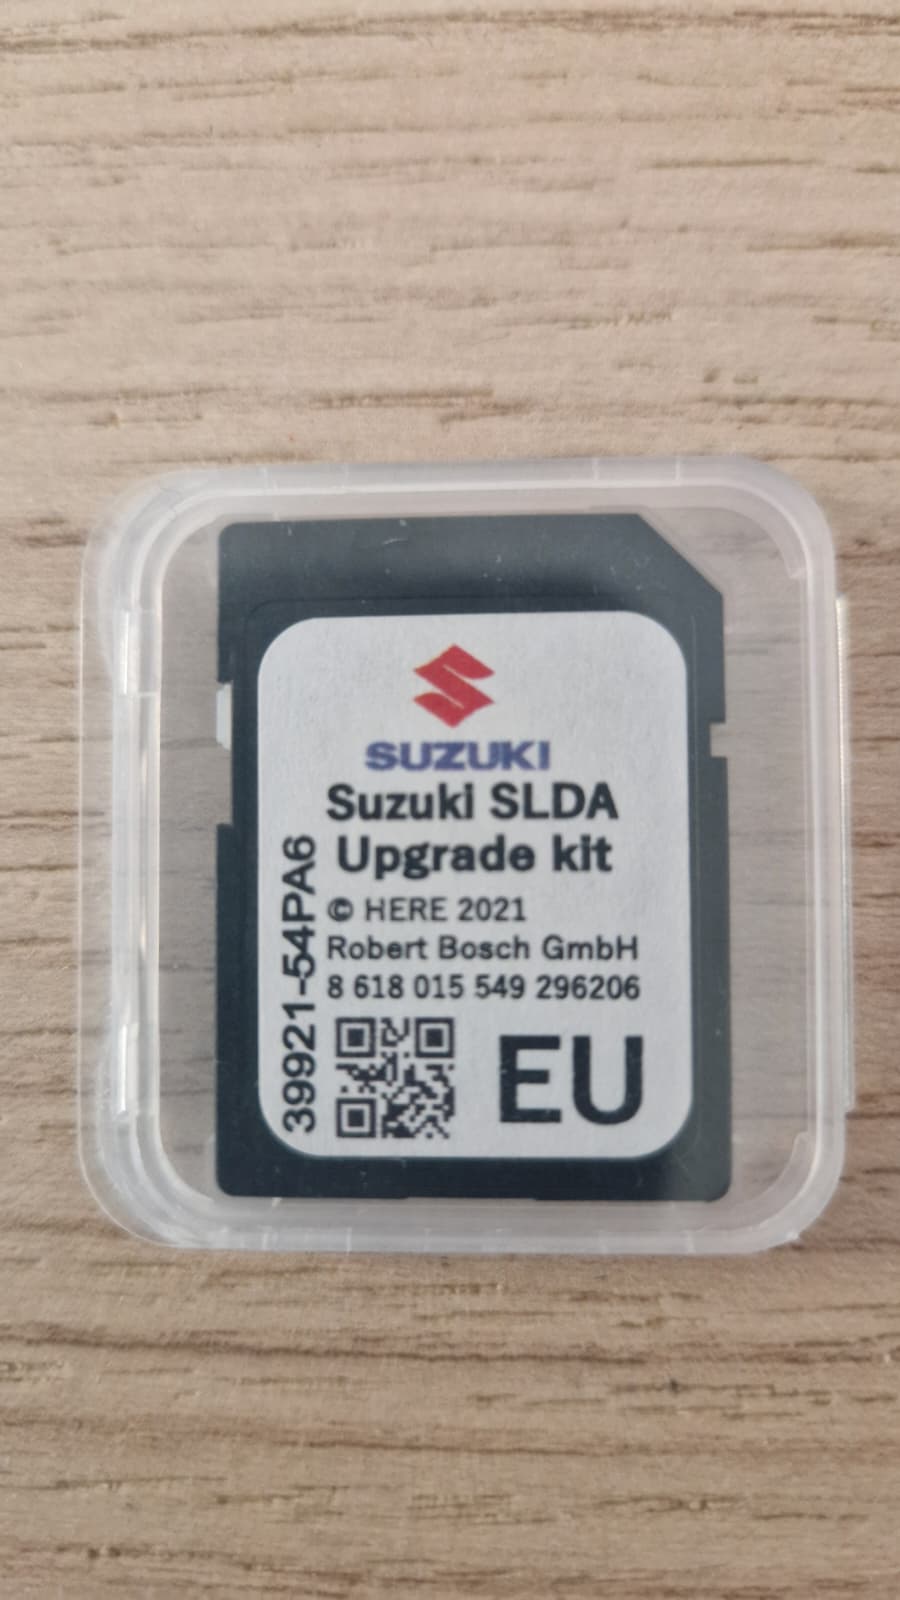 SUZUKI
Suzuki SLDA
Upgrade kit
© HERE 2021
Robert Bosch GmbH
8 618 015 549 296206
EU
39921-54PA6